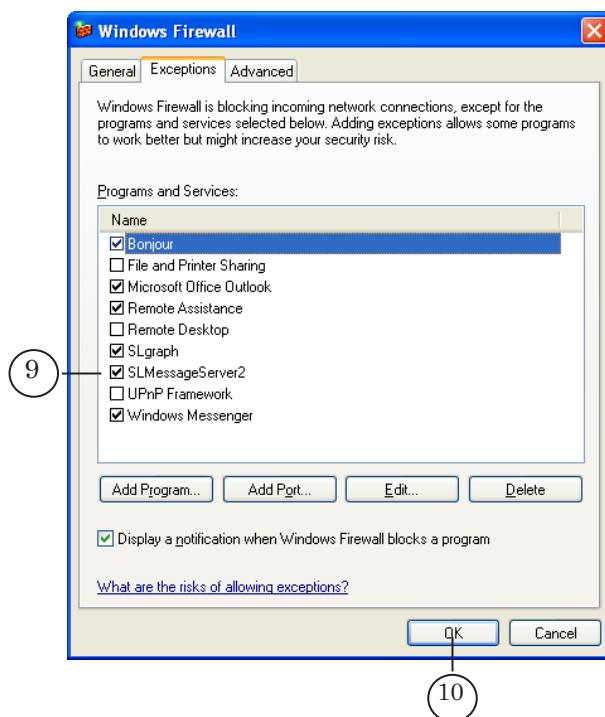 Windows Firewall
General Exceptions Advanced
Windows Firewall is blocking incoming network connections, except for the
programs and services selected below. Adding exceptions allows some programs
to work better but might increase your security risk.
Programs and Services:
Name
Bonjour
File and Printer Sharing
Microsoft Office Outlook
Remote Assistance
Remote Desktop
SLgraph
9 SLMessageServer2
UPnP Framework
Windows Messenger
Add Program... Add Port... Edit... Delete
Display a notification when Windows Firewall blocks a program
What are the risks of allowing exceptions?
OK Cancel
10